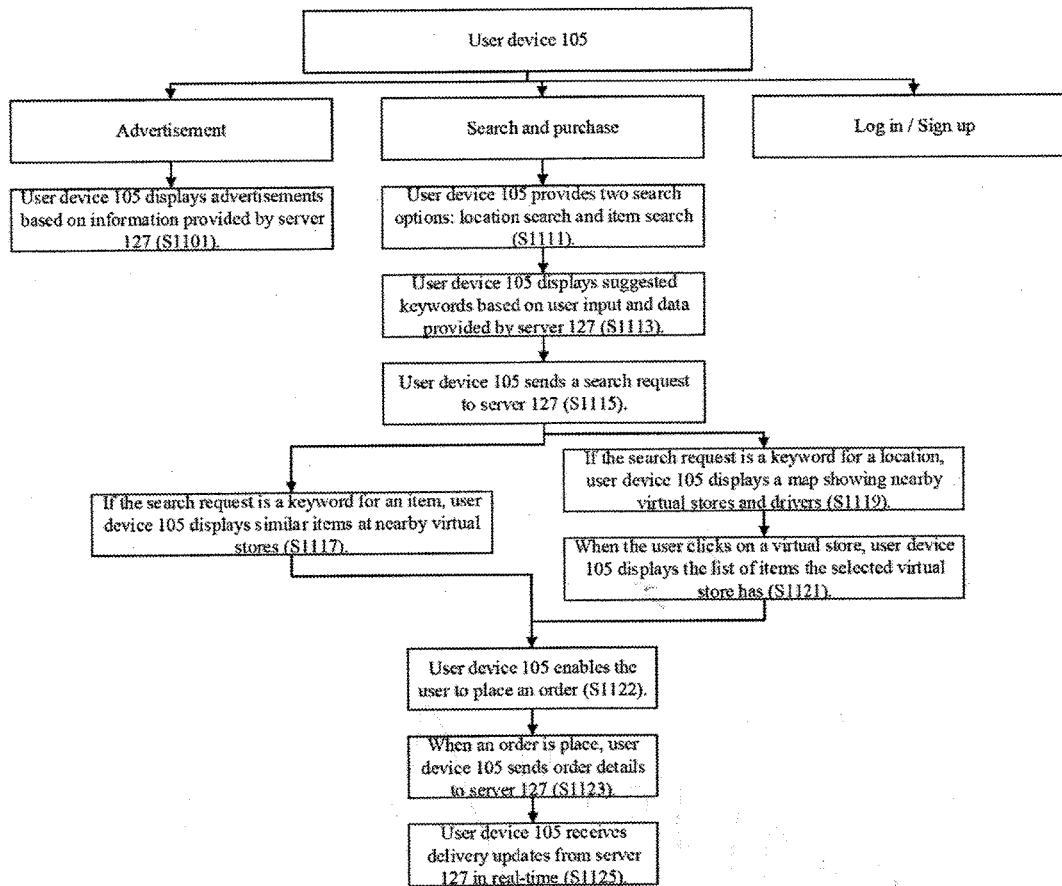 User device 105
Advertisement
Search and purchase
Log in / Sign up
User device 105 displays advertisements
based on information provided by server
127 (S1101).
User device 105 provides two search
options: location search and item search
(S1111).
User device 105 displays suggested
keywords based on user input and data
provided by server 127 (S1113).
User device 105 sends a search request
to server 127 (S1115).
If the search request is a keyword for an item, user
device 105 displays similar items at nearby virtual
stores (S1117).
If the search request is a keyword for a location,
user device 105 displays a map showing nearby
virtual stores and drivers (S1119).
When the user clicks on a virtual store, user device
105 displays the list of items the selected virtual
store has (S1121).
User device 105 enables the
user to place an order (S1122).
When an order is place, user
device 105 sends order details
to server 127 (S1123).
User device 105 receives
delivery updates from server
127 in real-time (S1125).